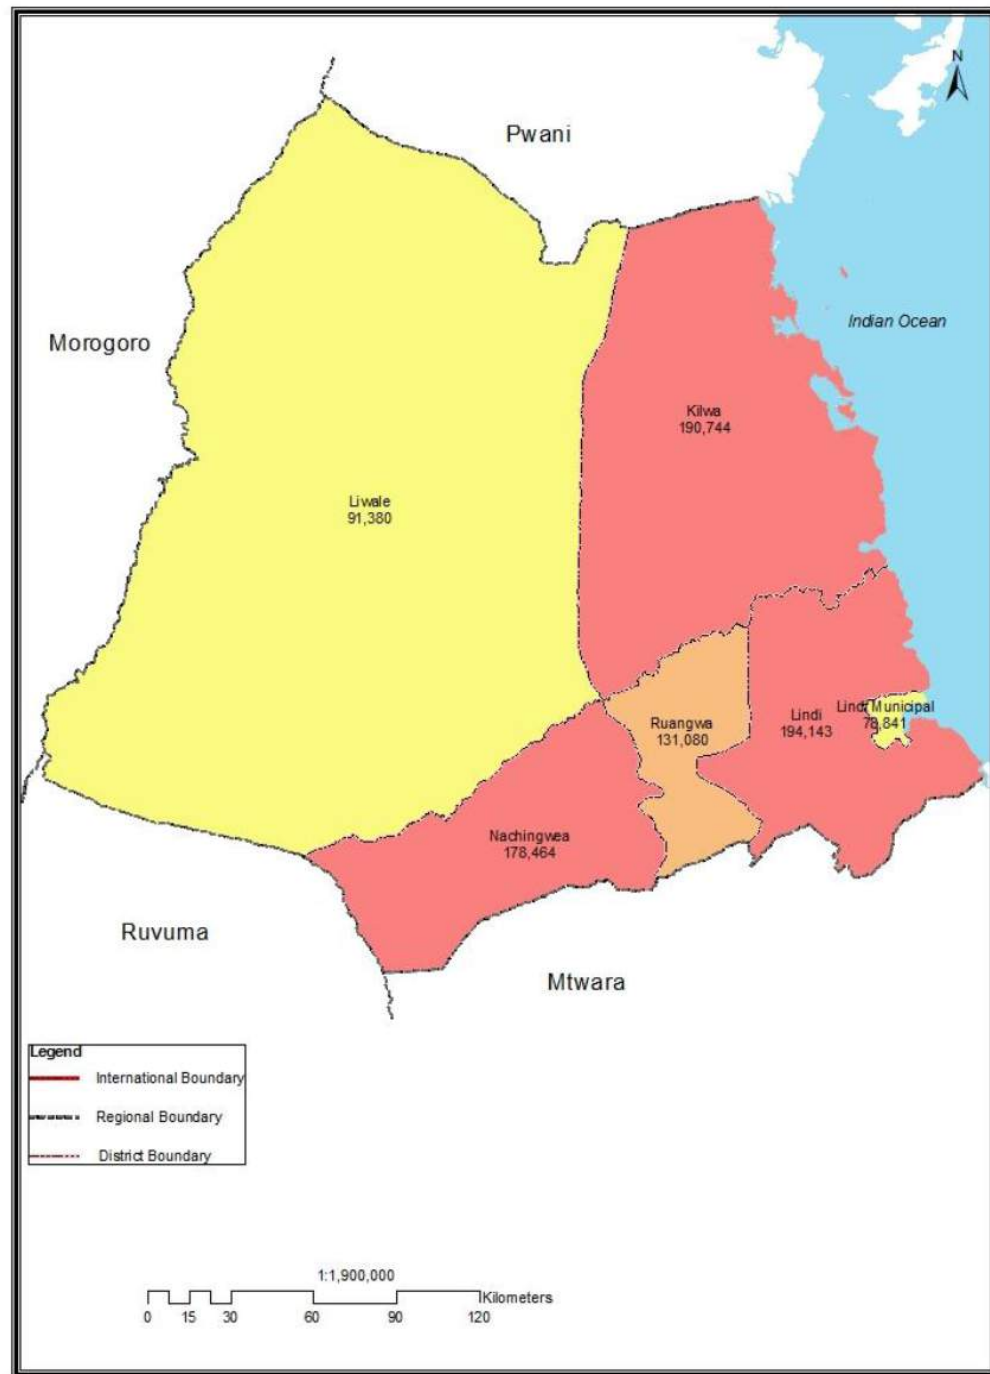 N
Pwani
Indian Ocean
Morogoro
Kilwa
190,744
Liwale
91,380
Lindi Municipal
78,841
Lindi
194,143
Ruangwa
131,080
Nachingwea
178,464
Ruvuma
Mtwara
Legend
International Boundary
Regional Boundary
District Boundary
1:1,900,000
Kilometers
0 15 30 60 90 120